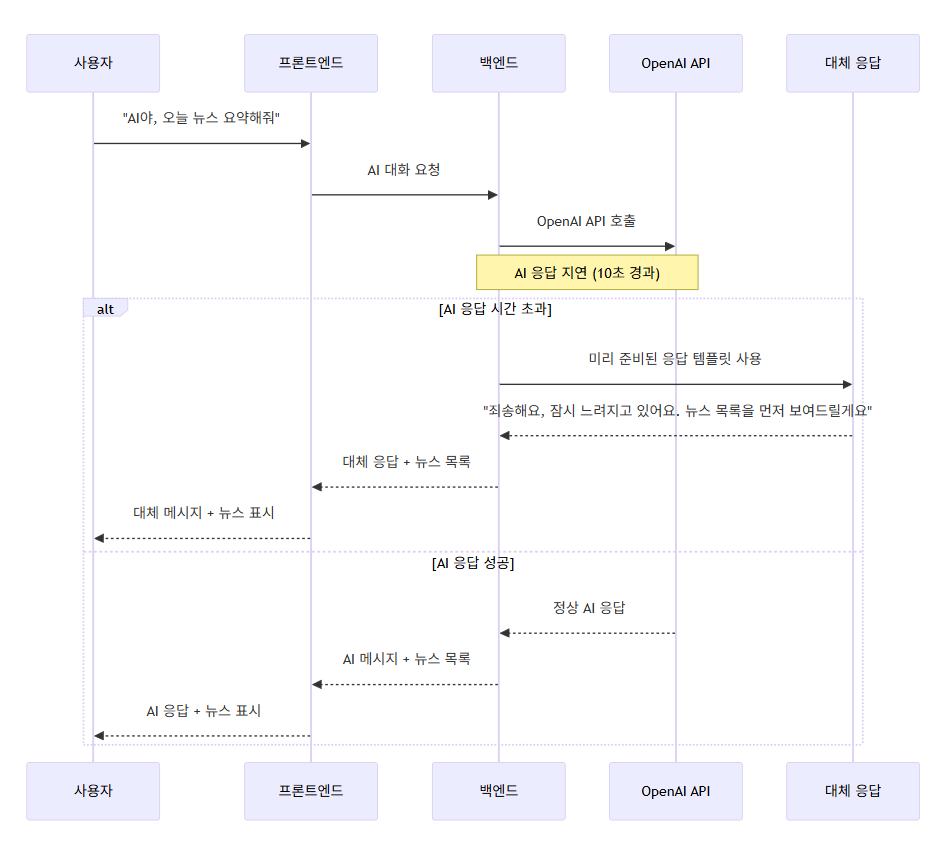 사용자
프론트엔드
백엔드
OpenAI API
대체 응답
"AI야, 오늘 뉴스 요약해줘"
AI 대화 요청
OpenAI API 호출
AI 응답 지연 (10초 경과)
alt
[AI 응답 시간 초과]
미리 준비된 응답 템플릿 사용
"죄송해요, 잠시 느려지고 있어요. 뉴스 목록을 먼저 보여드릴게요"
대체 응답 + 뉴스 목록
대체 메시지 + 뉴스 표시
[AI 응답 성공]
정상 AI 응답
AI 메시지 + 뉴스 목록
AI 응답 + 뉴스 표시
사용자
프론트엔드
백엔드
OpenAI API
대체 응답